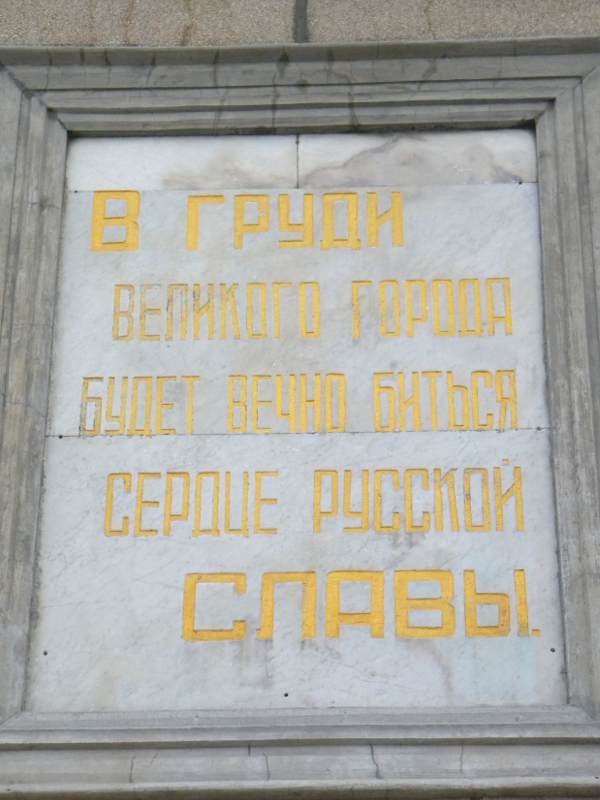 В ГРУДИ
ВЕЛИКОГО ГОРОДА
БУДЕТ ВЕЧНО БИТЬСЯ
СЕРДЦЕ РУССКОЙ
СЛАВЫ.